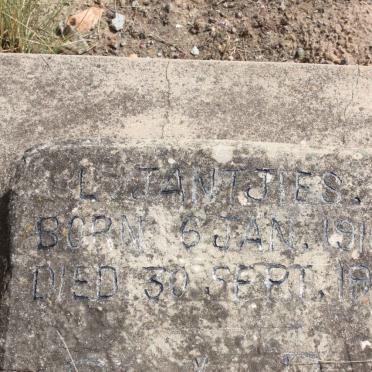 L JANTJIES.
BORN 6 JAN. 191
DIED 30 SEPT. 19